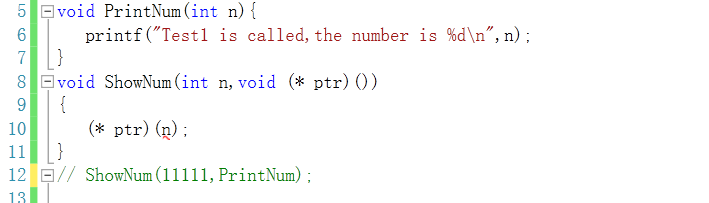 5 void PrintNum(int n){
6 printf("Test1 is called,the number is %d\n",n);
7 }
8 void ShowNum(int n,void (* ptr)())
9 {
10 (* ptr)(n);
11 }
12 // ShowNum(11111,PrintNum);
13